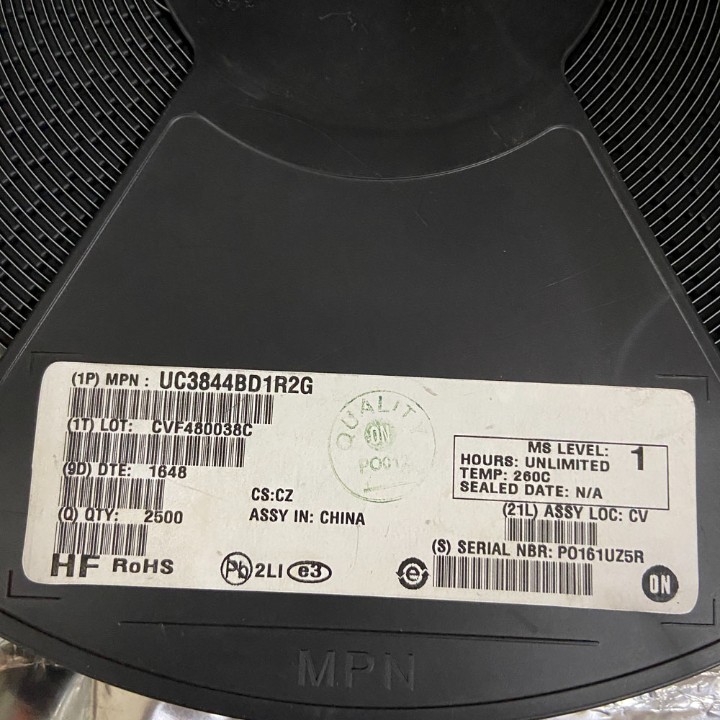 (1P) MPN : UC3844BD1R2G
(1T) LOT: CVF480038C
(9D) DTE: 1648
(Q) QTY: 2500
HF RoHS
CS:CZ
ASSY IN: CHINA
Pb 2LI e3
QUALITY
ON
MS LEVEL: 1
HOURS: UNLIMITED
TEMP: 260C
SEALED DATE: N/A
(21L) ASSY LOC: CV
(S) SERIAL NBR: PO161UZ5R
e
ON
MPN